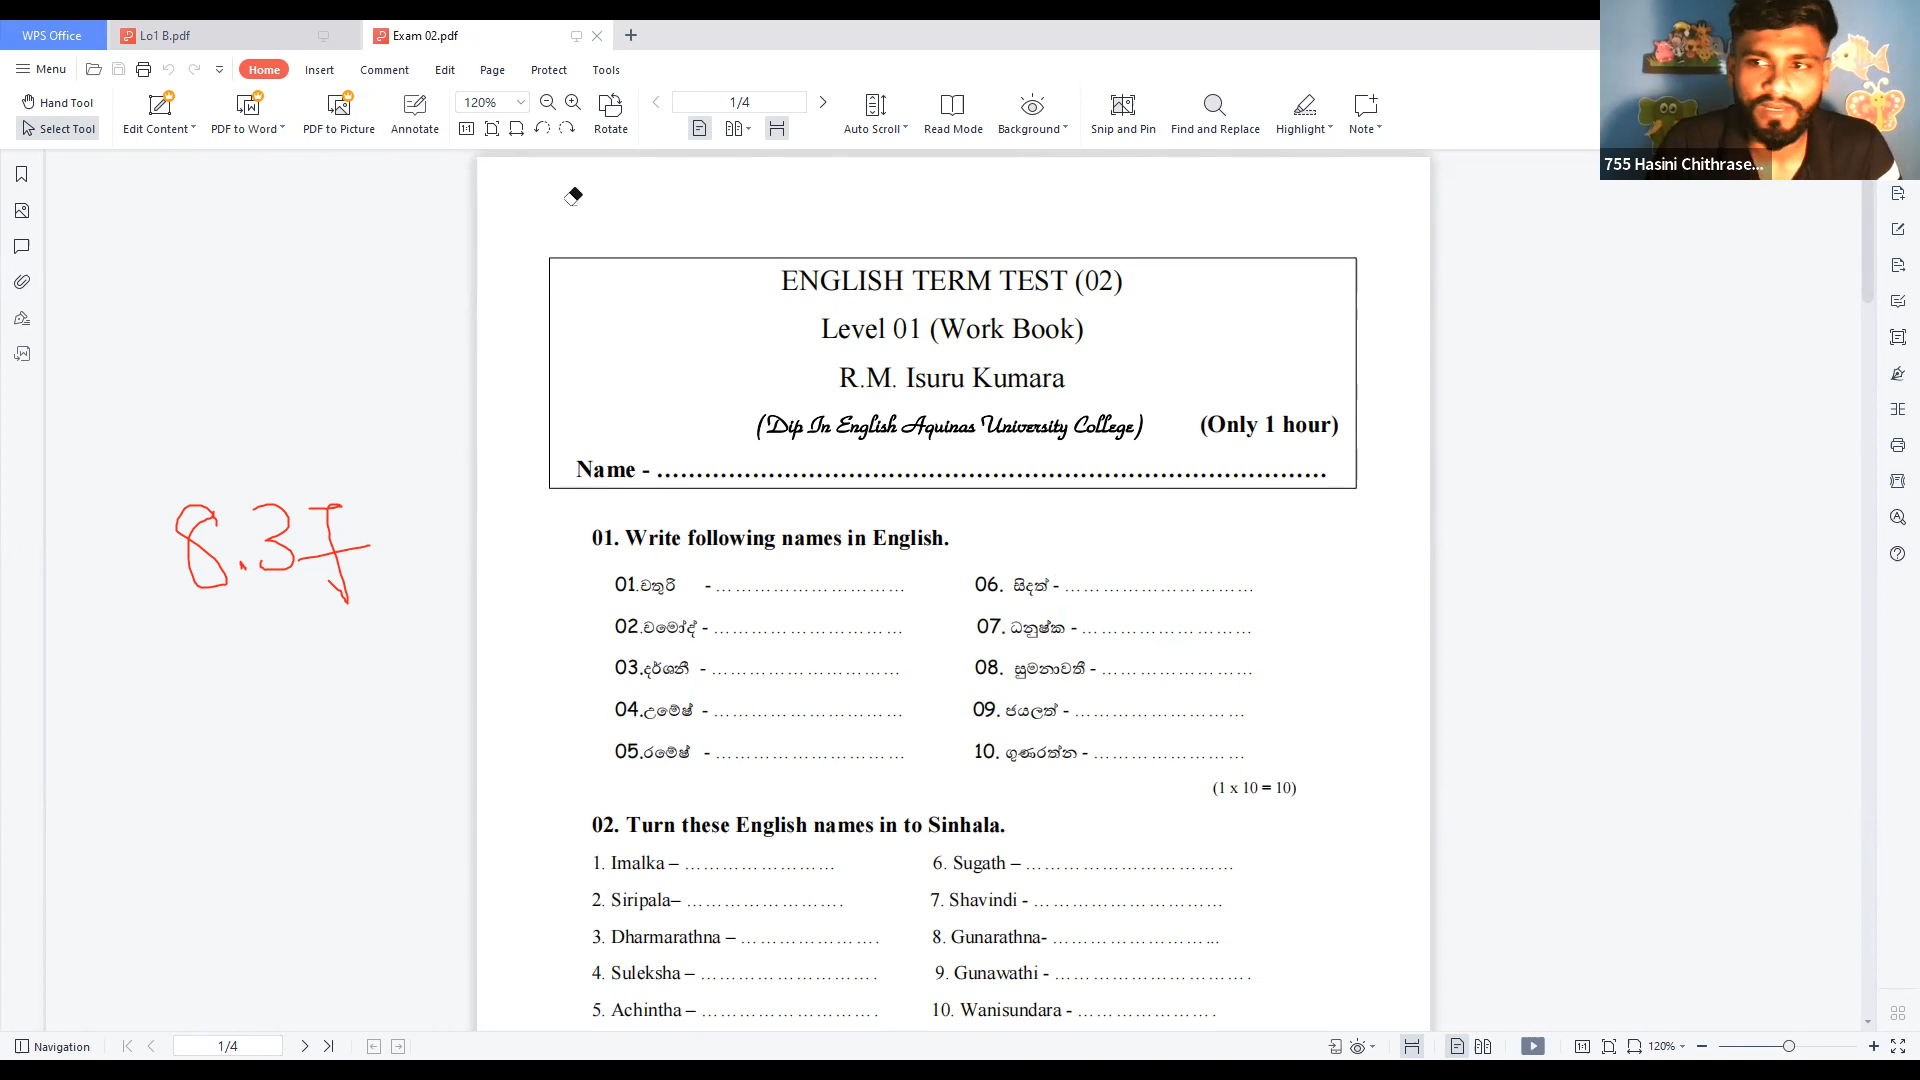 WPS Office Lo1 B.pdf Exam 02.pdf
Menu Home Insert Comment Edit Page Protect Tools
Hand Tool 120% 1/4
Select Tool Edit Content PDF to Word PDF to Picture Annotate Rotate Auto Scroll Read Mode Background Snip and Pin Find and Replace Highlight Note
755 Hasini Chithrase...
ENGLISH TERM TEST (02)
Level 01 (Work Book)
R.M. Isuru Kumara
(Dip In English Aquinas University College) (Only 1 hour)
Name - ……………………………………………………………………………
8.37
01. Write following names in English.
01.චතුරි - ………………………… 06. සිදත් - …………………………
02.චමෝද් - ………………………… 07. ධනුෂ්ක - ………………………
03.දර්ශනී - ………………………… 08. සුමනාවතී - ……………………
04.උමේෂ් - ………………………… 09. ජයලත් - ………………………
05.රමේෂ් - ………………………… 10. ගුණරත්න - ……………………
(1 x 10 = 10)
02. Turn these English names in to Sinhala.
1. Imalka – …………………… 6. Sugath – ……………………………
2. Siripala– ……………………. 7. Shavindi - …………………………
3. Dharmarathna – …………………. 8. Gunarathna- ……………………...
4. Suleksha – ………………………. 9. Gunawathi - ………………………….
5. Achintha – ………………………. 10. Wanisundara - ………………….
Navigation 1/4 120%